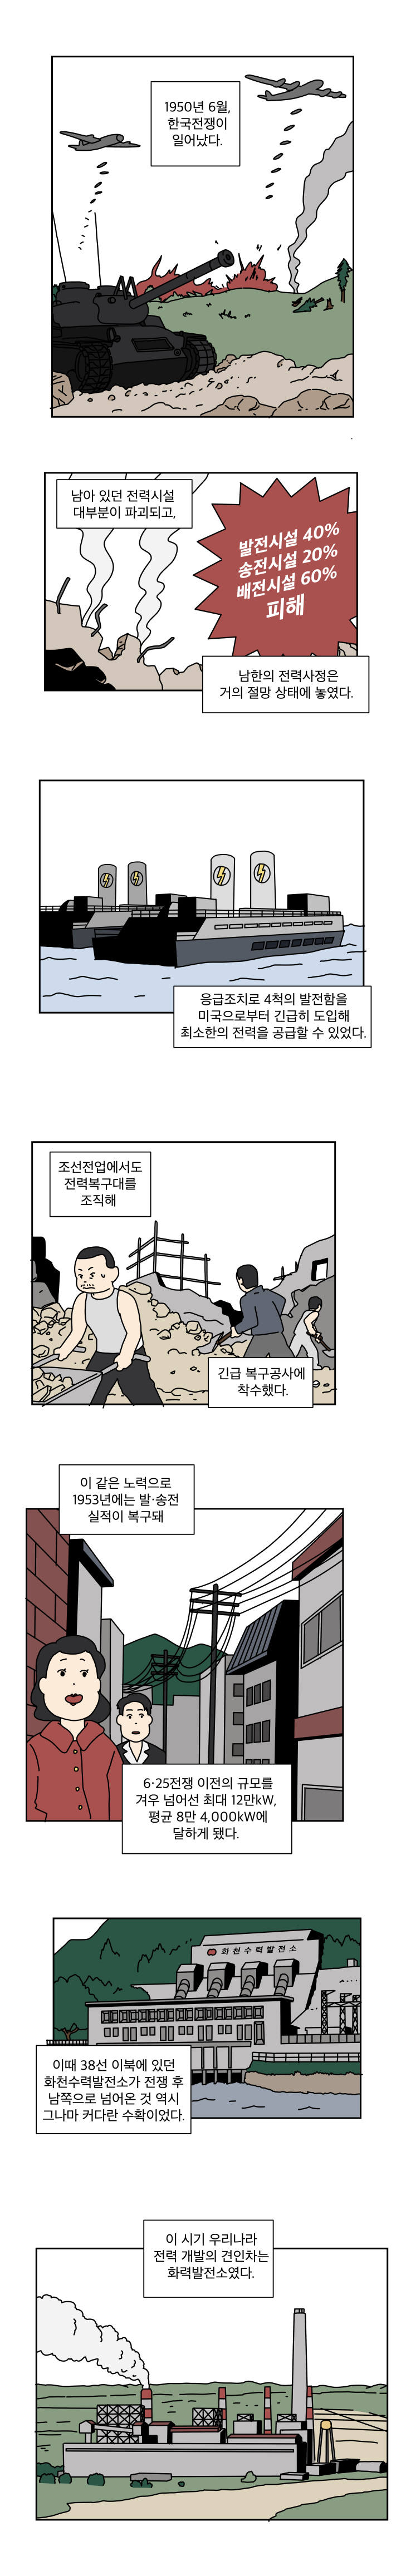 1950년 6월,
한국전쟁이
일어났다.
남아 있던 전력시설
대부분이 파괴되고,
발전시설 40%
송전시설 20%
배전시설 60%
피해
남한의 전력사정은
거의 절망 상태에 놓였다.
응급조치로 4척의 발전함을
미국으로부터 긴급히 도입해
최소한의 전력을 공급할 수 있었다.
조선전업에서도
전력복구대를
조직해
긴급 복구공사에
착수했다.
이 같은 노력으로
1953년에는 발·송전
실적이 복구돼
6·25전쟁 이전의 규모를
겨우 넘어선 최대 12만kW,
평균 8만 4,000kW에
달하게 됐다.
화천수력발전소
이때 38선 이북에 있던
화천수력발전소가 전쟁 후
남쪽으로 넘어온 것 역시
그나마 커다란 수확이었다.
이 시기 우리나라
전력 개발의 견인차는
화력발전소였다.